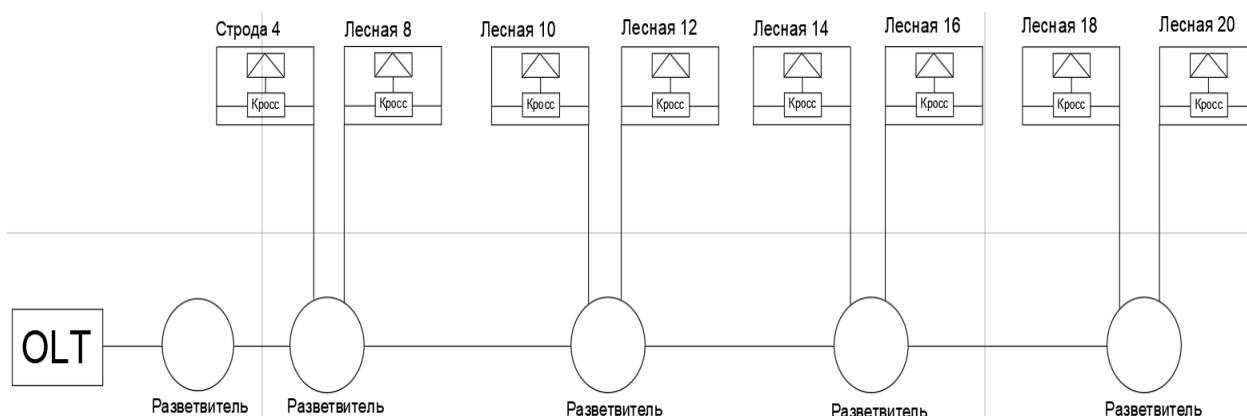 Строда 4
Лесная 8
Лесная 10
Лесная 12
Лесная 14
Лесная 16
Лесная 18
Лесная 20
Кросс
Кросс
Кросс
Кросс
Кросс
Кросс
Кросс
Кросс
OLT
Разветвитель
Разветвитель
Разветвитель
Разветвитель
Разветвитель